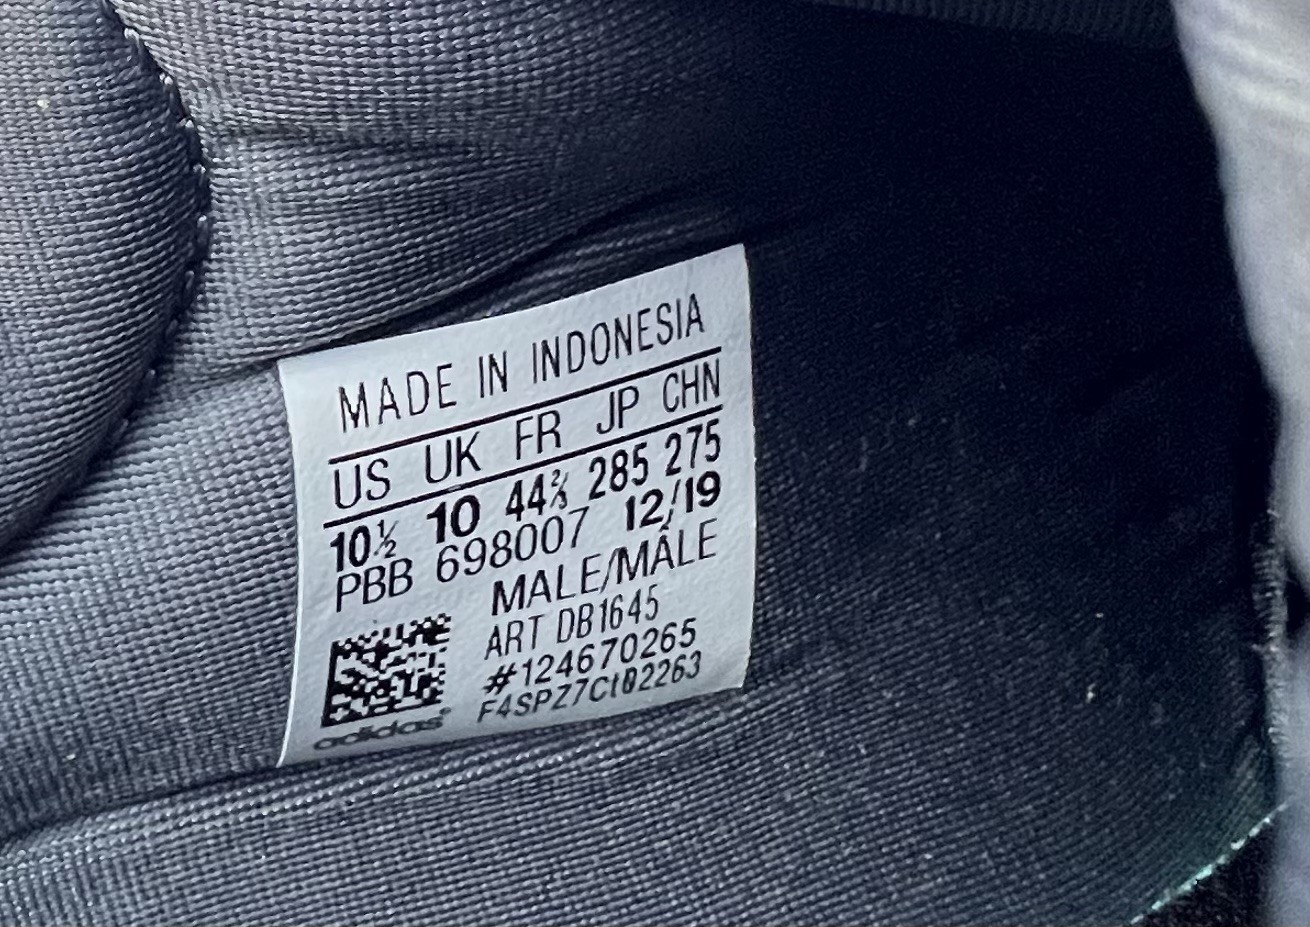 MADE IN INDONESIA
US UK FR JP CHN
10½ 10 44⅔ 285 275
PBB 698007 12/19
MALE/MÂLE
ART DB1645
#124670265
F4SPZ7Ct02263
adidas®